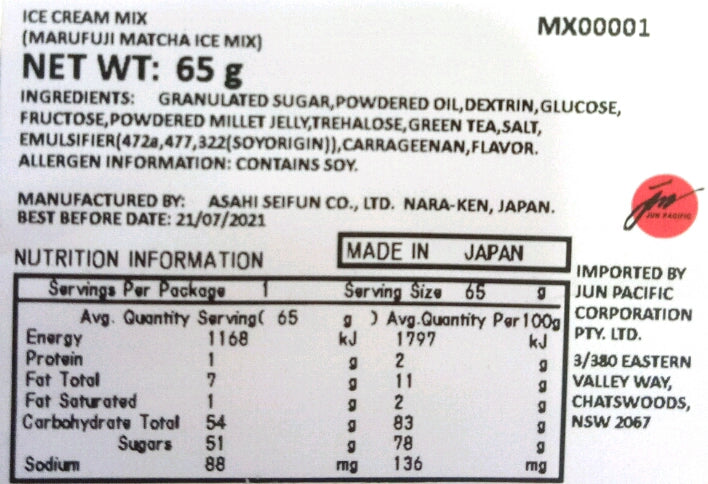 ICE CREAM MIX
(MARUFUJI MATCHA ICE MIX)
MX00001
NET WT: 65 g
INGREDIENTS: GRANULATED SUGAR,POWDERED OIL,DEXTRIN,GLUCOSE,
FRUCTOSE,POWDERED MILLET JELLY,TREHALOSE,GREEN TEA,SALT,
EMULSIFIER(472a,477,322(SOYORIGIN)),CARRAGEENAN,FLAVOR.
ALLERGEN INFORMATION: CONTAINS SOY.
MANUFACTURED BY: ASAHI SEIFUN CO., LTD. NARA-KEN, JAPAN.
BEST BEFORE DATE: 21/07/2021
jun
JUN PACIFIC
NUTRITION INFORMATION
MADE IN JAPAN
Servings Per Package 1 Serving Size 65 g
Avg. Quantity Serving( 65 g ) Avg.Quantity Per 100g
Energy 1168 kJ 1797 kJ
Protein 1 g 2 g
Fat Total 7 g 11 g
Fat Saturated 1 g 2 g
Carbohydrate Total 54 g 83 g
Sugars 51 g 78 g
Sodium 88 mg 136 mg
IMPORTED BY
JUN PACIFIC
CORPORATION
PTY. LTD.
3/380 EASTERN
VALLEY WAY,
CHATSWOODS,
NSW 2067